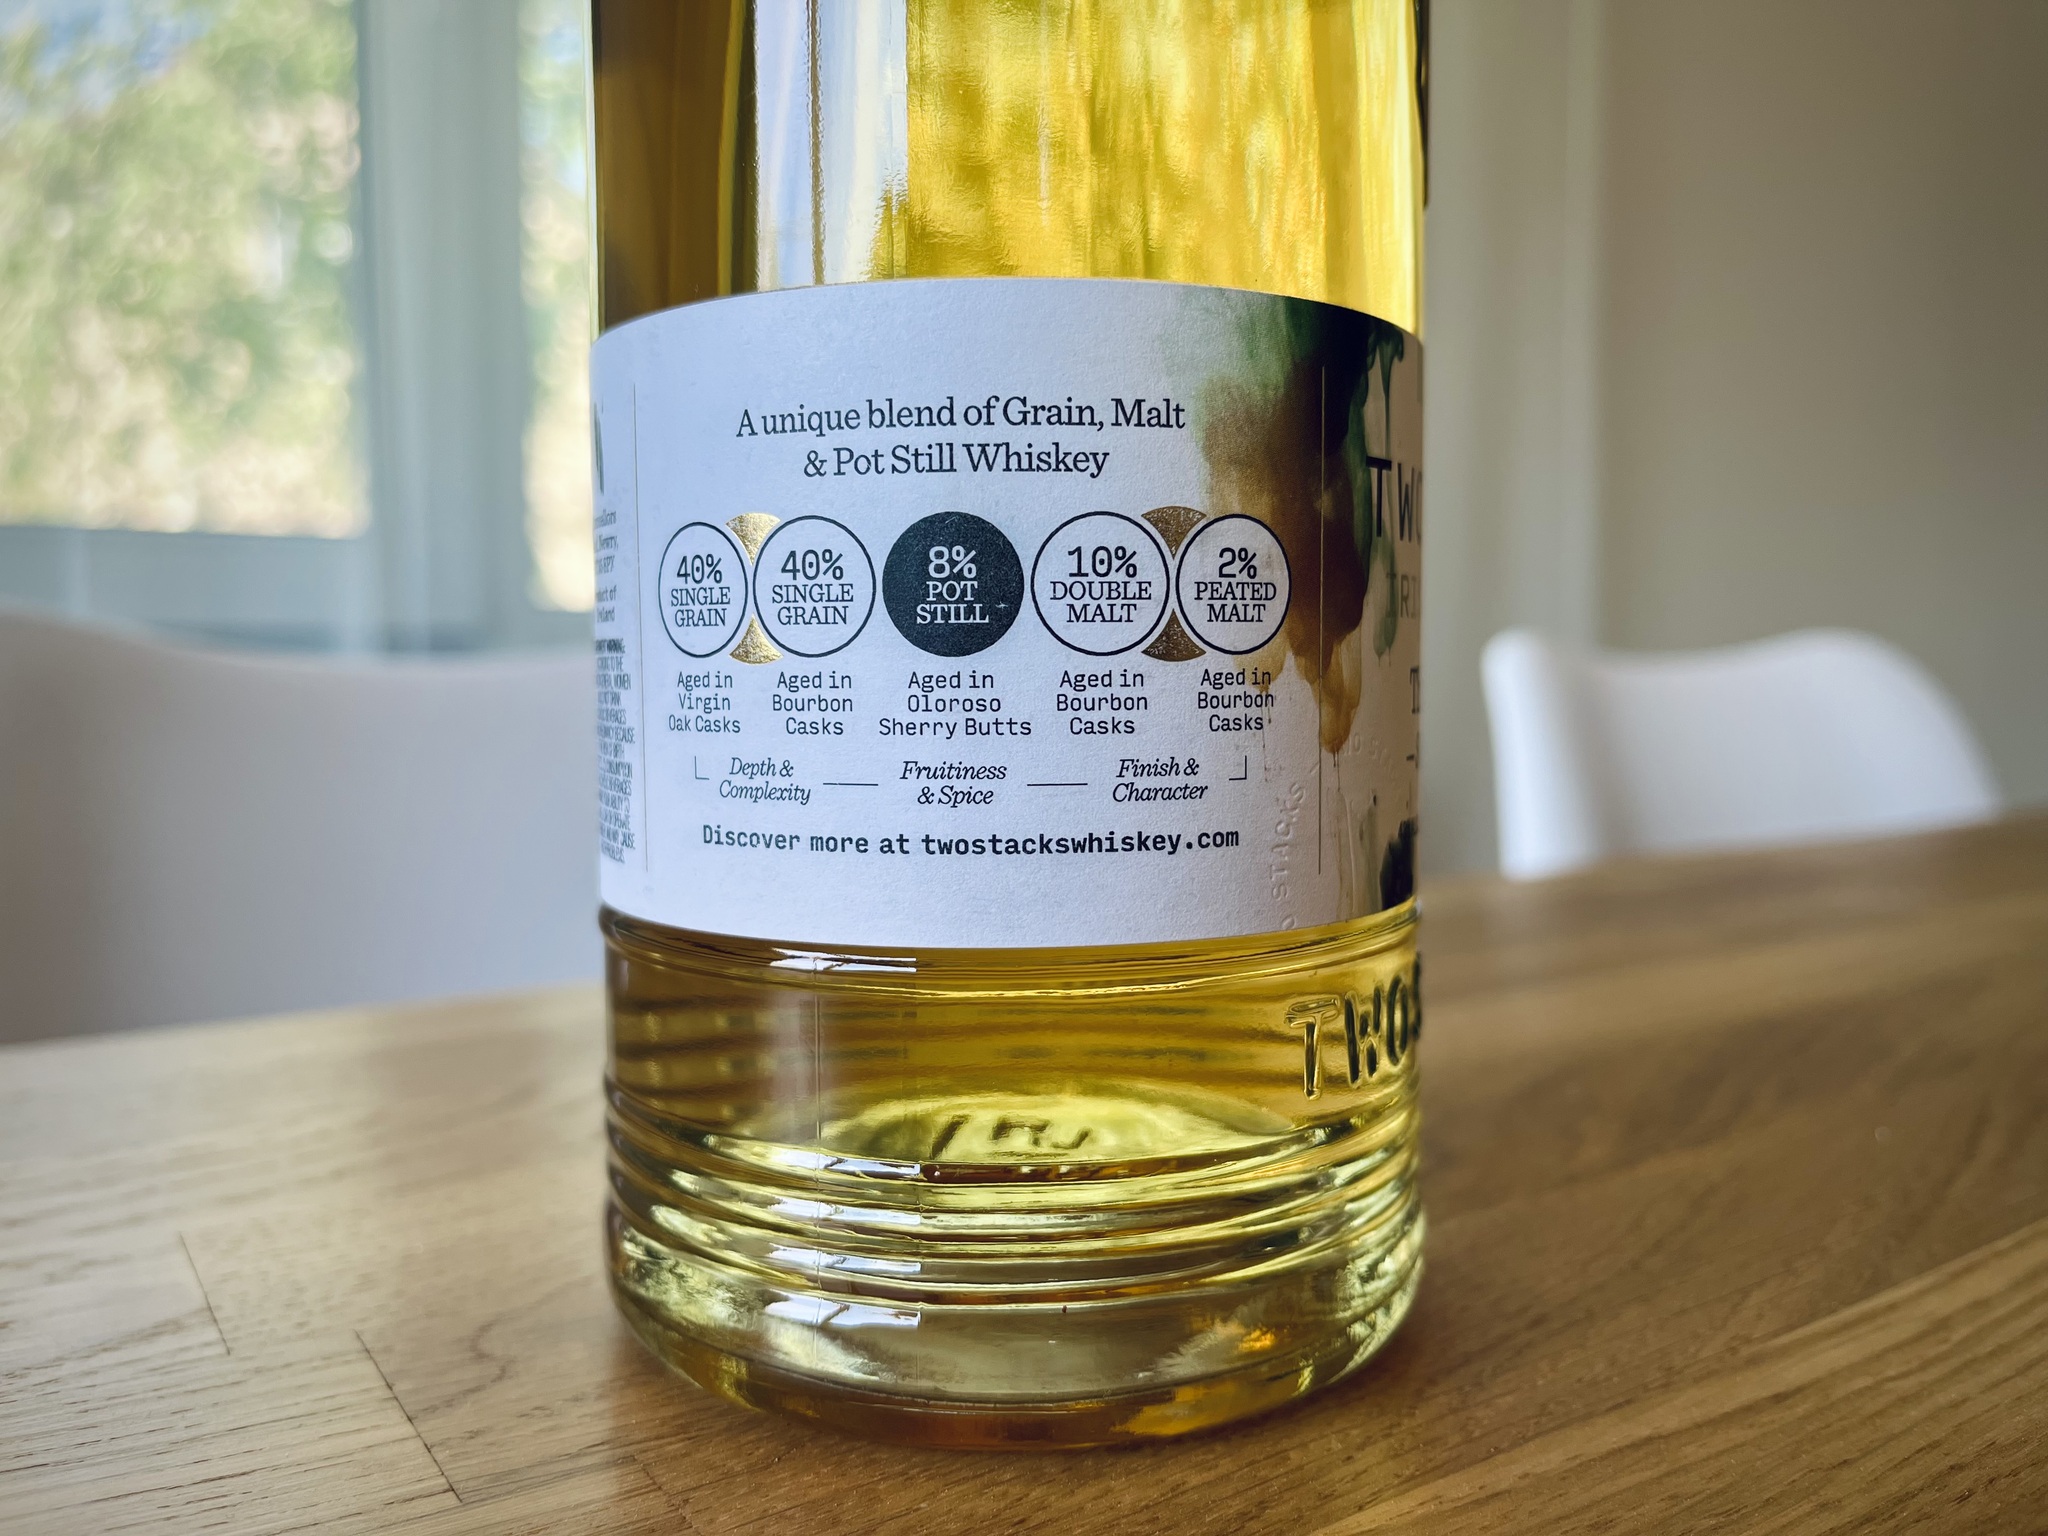 A unique blend of Grain, Malt
& Pot Still Whiskey
40%
SINGLE
GRAIN
40%
SINGLE
GRAIN
8%
POT
STILL
10%
DOUBLE
MALT
2%
PEATED
MALT
Aged in
Virgin
Oak Casks
Aged in
Bourbon
Casks
Aged in
Oloroso
Sherry Butts
Aged in
Bourbon
Casks
Aged in
Bourbon
Casks
Depth &
Complexity
Fruitiness
& Spice
Finish &
Character
Discover more at twostackswhiskey.com
STACKS
TWO
TWO